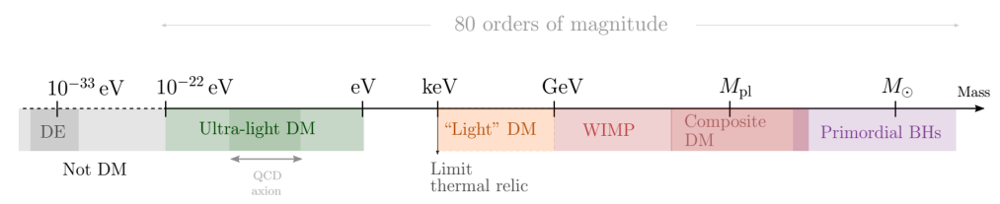 80 orders of magnitude
10⁻³³ eV 10⁻²² eV eV keV GeV M_pl M_⊙ Mass
DE Ultra-light DM “Light” DM WIMP Composite DM Primordial BHs
Not DM
QCD
axion
Limit
thermal relic